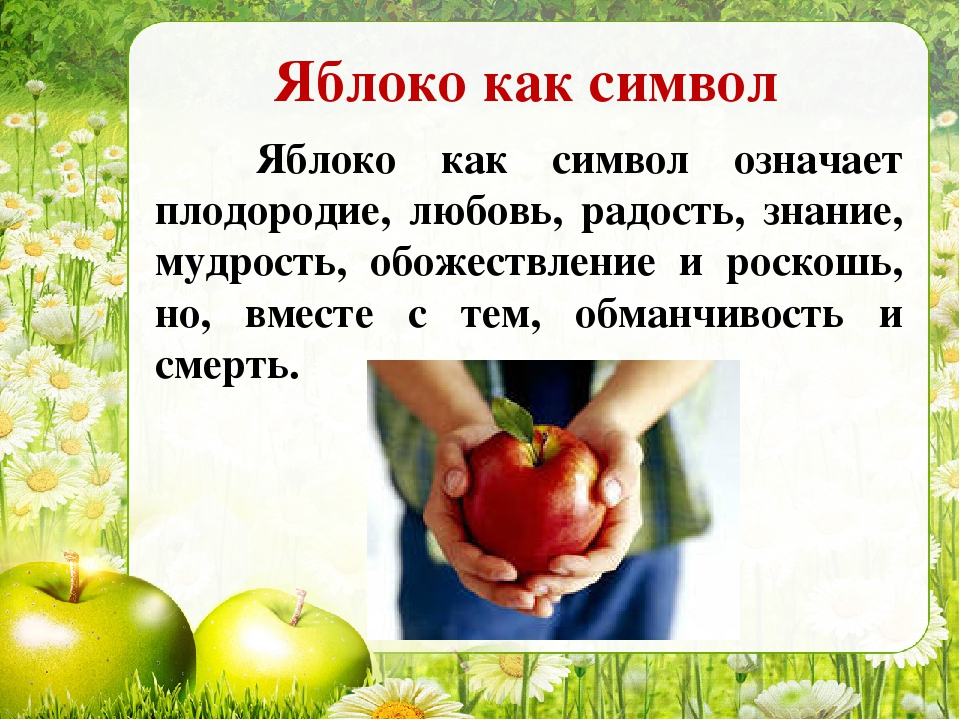 Яблоко как символ
Яблоко как символ означает
плодородие, любовь, радость, знание,
мудрость, обожествление и роскошь,
но, вместе с тем, обманчивость и
смерть.